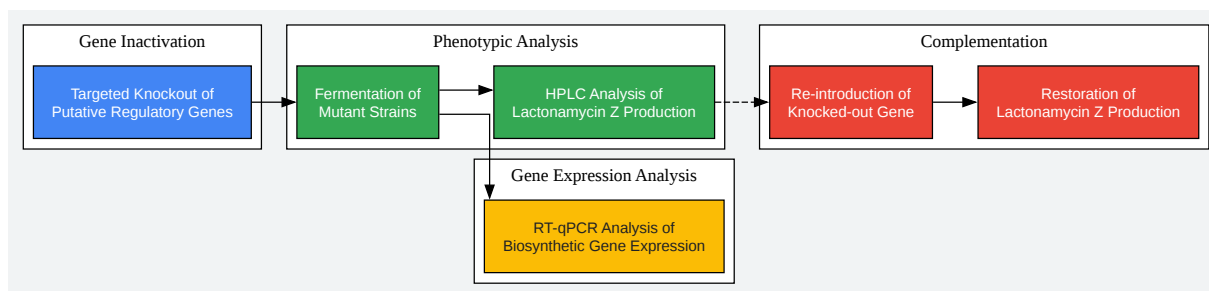 Gene Inactivation
Targeted Knockout of
Putative Regulatory Genes
Phenotypic Analysis
Fermentation of
Mutant Strains
HPLC Analysis of
Lactonamycin Z Production
Complementation
Re-introduction of
Knocked-out Gene
Restoration of
Lactonamycin Z Production
Gene Expression Analysis
RT-qPCR Analysis of
Biosynthetic Gene Expression